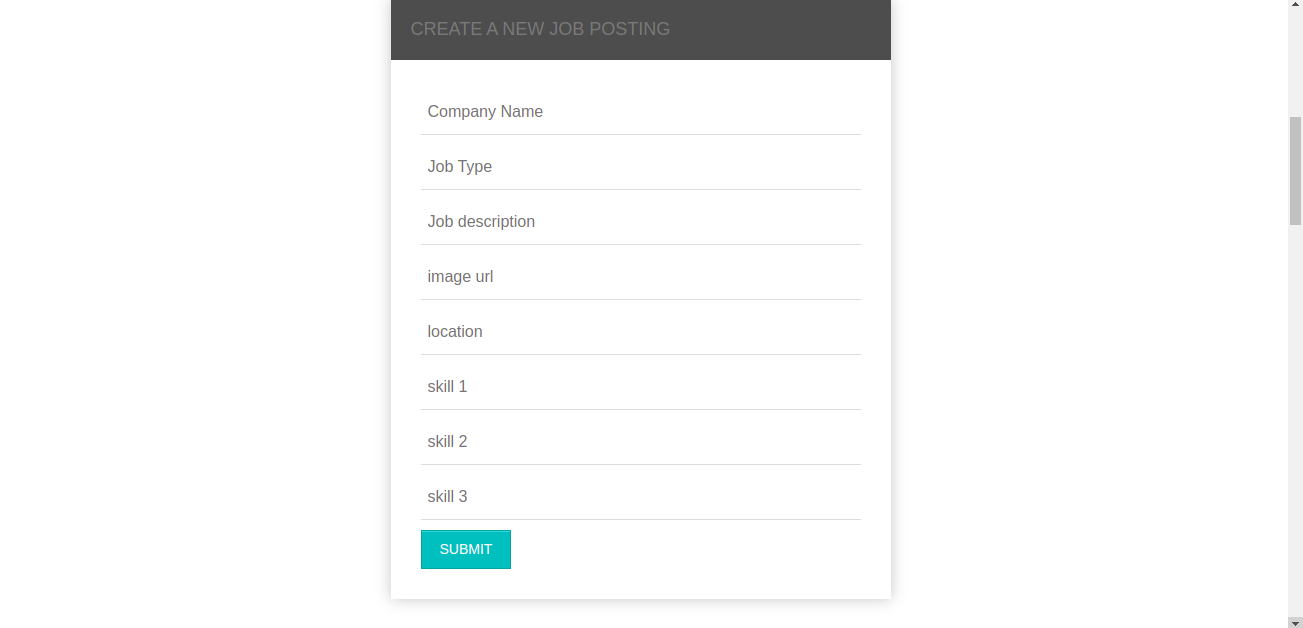 CREATE A NEW JOB POSTING
Company Name
Job Type
Job description
image url
location
skill 1
skill 2
skill 3
SUBMIT